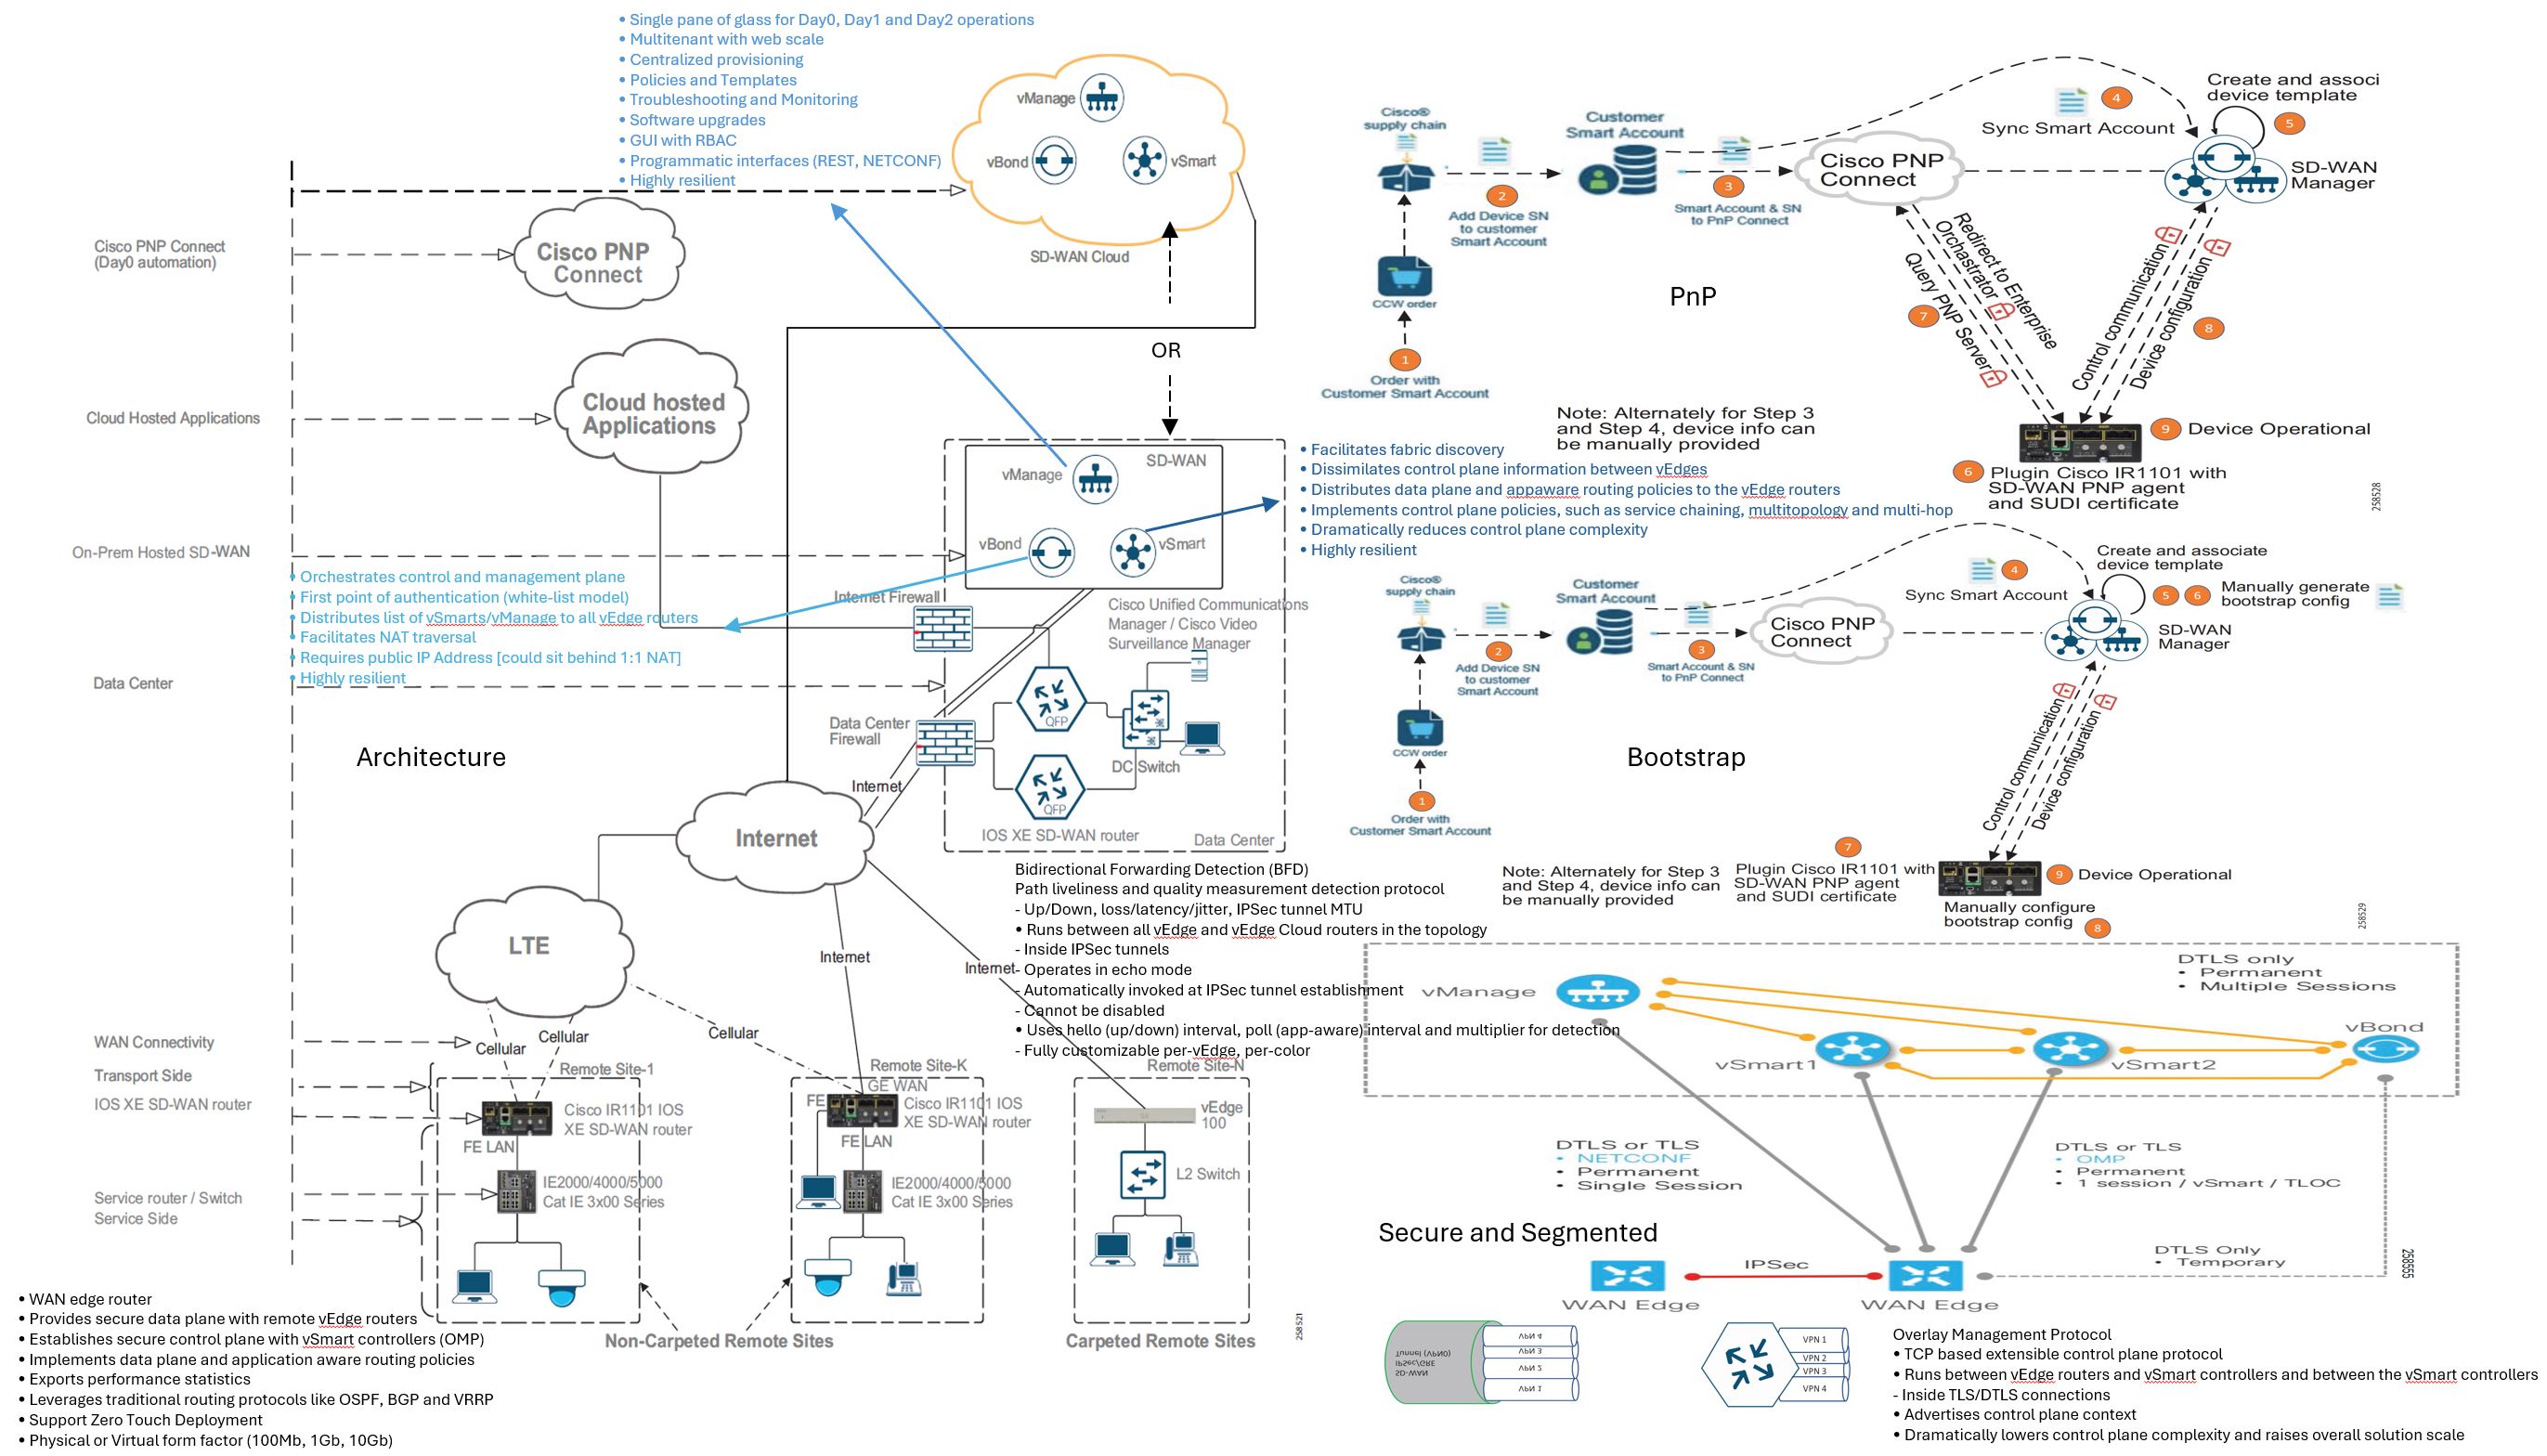 • Single pane of glass for Day0, Day1 and Day2 operations
• Multitenant with web scale
• Centralized provisioning
• Policies and Templates
• Troubleshooting and Monitoring
• Software upgrades
• GUI with RBAC
• Programmatic interfaces (REST, NETCONF)
• Highly resilient
vManage
vBond
vSmart
SD-WAN Cloud
Cisco PNP Connect
(Day0 automation)
Cisco PNP
Connect
Cloud Hosted Applications
Cloud hosted
Applications
OR
On-Prem Hosted SD-WAN
vManage
SD-WAN
vBond
vSmart
• Orchestrates control and management plane
• First point of authentication (white-list model)
• Distributes list of vSmarts/vManage to all vEdge routers
• Facilitates NAT traversal
• Requires public IP Address [could sit behind 1:1 NAT]
• Highly resilient
Internet Firewall
Cisco Unified Communications
Manager / Cisco Video
Surveillance Manager
Data Center
Data Center
Firewall
QFP
QFP
DC Switch
IOS XE SD-WAN router
Data Center
Architecture
Internet
Internet
LTE
Internet
Internet
Cellular
Cellular
Cellular
WAN Connectivity
Transport Side
IOS XE SD-WAN router
Service router / Switch
Service Side
Remote Site-1
Cisco IR1101 IOS
XE SD-WAN router
FE LAN
IE2000/4000/5000
Cat IE 3x00 Series
Remote Site-K
GE WAN
FE
Cisco IR1101 IOS
XE SD-WAN router
FE LAN
IE2000/4000/5000
Cat IE 3x00 Series
Remote Site-N
vEdge
100
L2 Switch
Non-Carpeted Remote Sites
Carpeted Remote Sites
258521
• WAN edge router
• Provides secure data plane with remote vEdge routers
• Establishes secure control plane with vSmart controllers (OMP)
• Implements data plane and application aware routing policies
• Exports performance statistics
• Leverages traditional routing protocols like OSPF, BGP and VRRP
• Support Zero Touch Deployment
• Physical or Virtual form factor (100Mb, 1Gb, 10Gb)
Bidirectional Forwarding Detection (BFD)
Path liveliness and quality measurement detection protocol
- Up/Down, loss/latency/jitter, IPSec tunnel MTU
• Runs between all vEdge and vEdge Cloud routers in the topology
- Inside IPSec tunnels
- Operates in echo mode
- Automatically invoked at IPSec tunnel establishment
- Cannot be disabled
• Uses hello (up/down) interval, poll (app-aware) interval and multiplier for detection
- Fully customizable per-vEdge, per-color
• Facilitates fabric discovery
• Dissimilates control plane information between vEdges
• Distributes data plane and appaware routing policies to the vEdge routers
• Implements control plane policies, such as service chaining, multitopology and multi-hop
• Dramatically reduces control plane complexity
• Highly resilient
Cisco®
supply chain
CCW order
1
Order with
Customer Smart Account
2
Add Device SN
to customer
Smart Account
Customer
Smart Account
3
Smart Account & SN
to PnP Connect
Cisco PNP
Connect
4
Sync Smart Account
Create and associ
device template
5
SD-WAN
Manager
PnP
Redirect to Enterprise
Orchastrator
Query PNP Server
7
Control communication
Device configuration
8
Note: Alternately for Step 3
and Step 4, device info can
be manually provided
9
Device Operational
6
Plugin Cisco IR1101 with
SD-WAN PNP agent
and SUDI certificate
258528
Cisco®
supply chain
CCW order
1
Order with
Customer Smart Account
2
Add Device SN
to customer
Smart Account
Customer
Smart Account
3
Smart Account & SN
to PnP Connect
Cisco PNP
Connect
4
Sync Smart Account
Create and associate
device template
5
6
Manually generate
bootstrap config
SD-WAN
Manager
Bootstrap
Control communication
Device configuration
Note: Alternately for Step 3
and Step 4, device info can
be manually provided
7
Plugin Cisco IR1101 with
SD-WAN PNP agent
and SUDI certificate
9
Device Operational
Manually configure
bootstrap config
8
258529
DTLS only
• Permanent
• Multiple Sessions
vManage
vSmart1
vSmart2
vBond
DTLS or TLS
• NETCONF
• Permanent
• Single Session
DTLS or TLS
• OMP
• Permanent
• 1 session / vSmart / TLOC
Secure and Segmented
IPSec
WAN Edge
WAN Edge
DTLS Only
• Temporary
258555
SD-WAN
IPSec/GRE
Tunnel (VPN0)
VPN 4
VPN 3
VPN 2
VPN 1
VPN 1
VPN 2
VPN 3
VPN 4
Overlay Management Protocol
• TCP based extensible control plane protocol
• Runs between vEdge routers and vSmart controllers and between the vSmart controllers
- Inside TLS/DTLS connections
• Advertises control plane context
• Dramatically lowers control plane complexity and raises overall solution scale